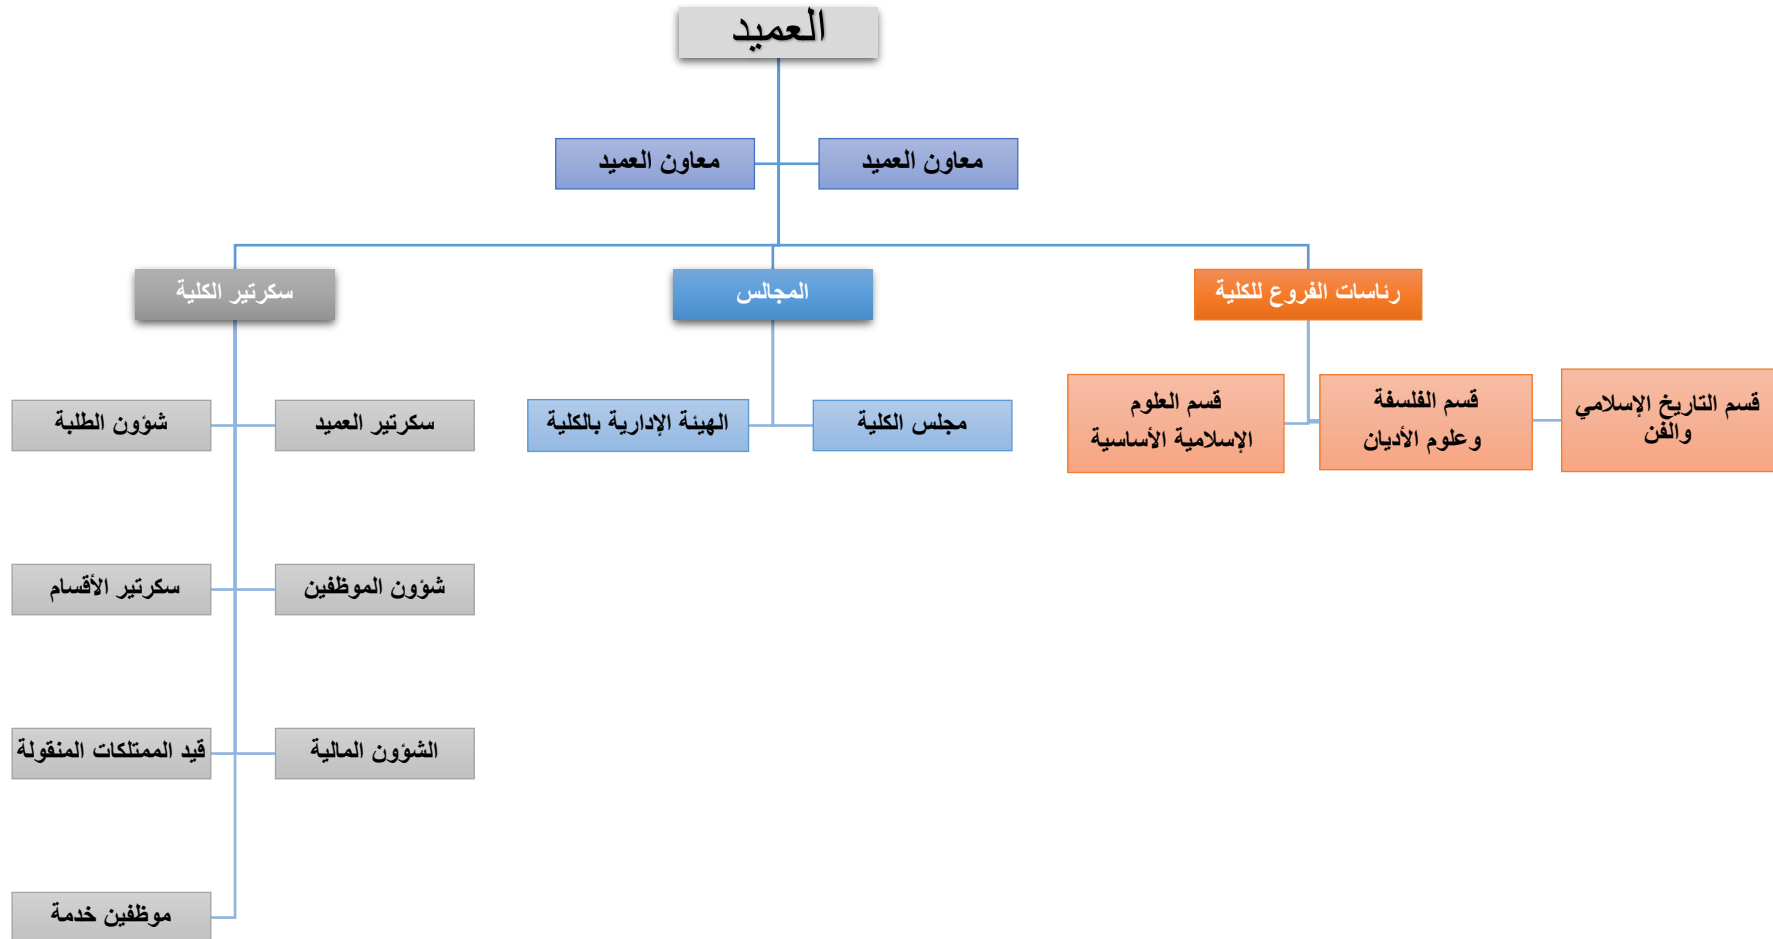 العميد
معاون العميد
معاون العميد
رئاسات الفروع للكلية
المجالس
سكرتير الكلية
قسم التاريخ الإسلامي
والفن
قسم الفلسفة
وعلوم الأديان
قسم العلوم
الإسلامية الأساسية
مجلس الكلية
الهيئة الإدارية بالكلية
سكرتير العميد
شؤون الطلبة
شؤون الموظفين
سكرتير الأقسام
الشؤون المالية
قيد الممتلكات المنقولة
موظفين خدمة